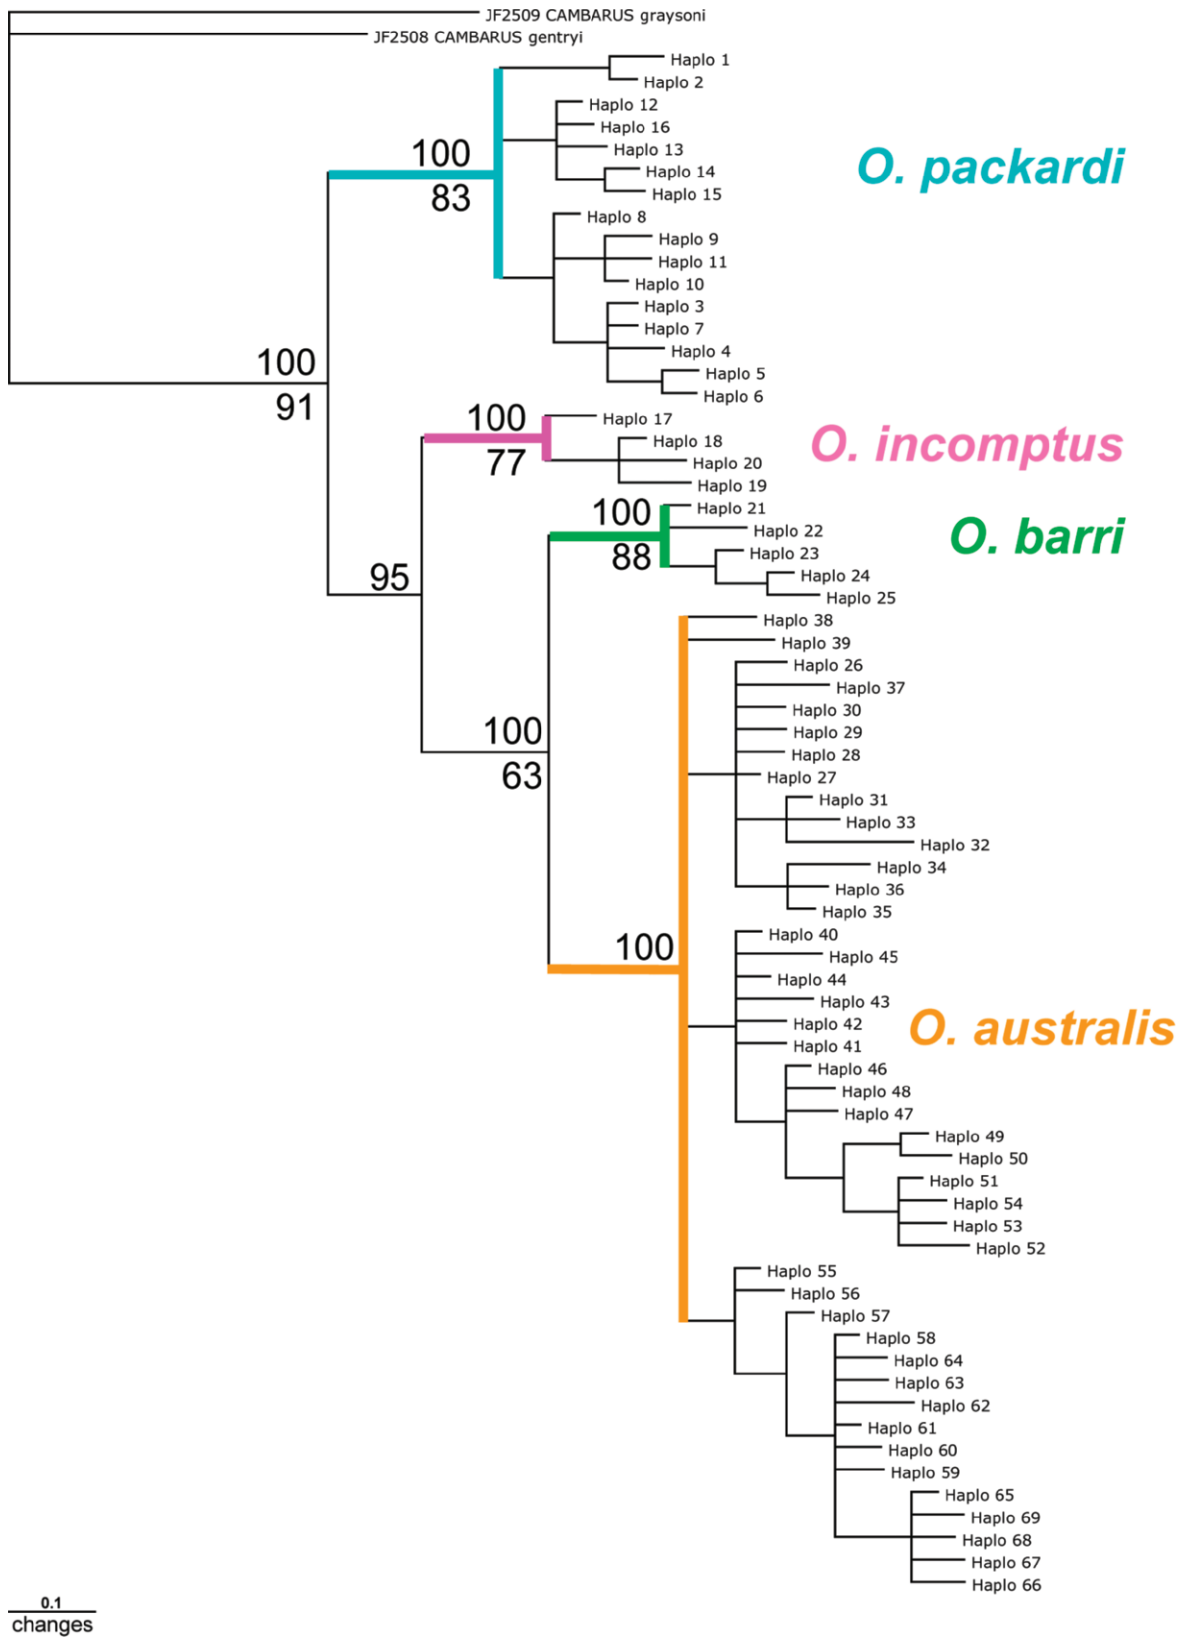 JF2509 CAMBARUS graysoni
JF2508 CAMBARUS gentryi
Haplo 1
Haplo 2
Haplo 12
Haplo 16
Haplo 13
100
O. packardi
Haplo 14
83
Haplo 15
Haplo 8
Haplo 9
Haplo 11
Haplo 10
Haplo 3
Haplo 7
Haplo 4
100
Haplo 5
91
Haplo 6
100
Haplo 17
O. incomptus
Haplo 18
77
Haplo 20
Haplo 19
100
Haplo 21
Haplo 22
O. barri
88
Haplo 23
95
Haplo 24
Haplo 25
Haplo 38
Haplo 39
Haplo 26
Haplo 37
Haplo 30
100
Haplo 29
Haplo 28
63
Haplo 27
Haplo 31
Haplo 33
Haplo 32
Haplo 34
Haplo 36
Haplo 35
Haplo 40
100
Haplo 45
Haplo 44
Haplo 43
Haplo 42
O. australis
Haplo 41
Haplo 46
Haplo 48
Haplo 47
Haplo 49
Haplo 50
Haplo 51
Haplo 54
Haplo 53
Haplo 52
Haplo 55
Haplo 56
Haplo 57
Haplo 58
Haplo 64
Haplo 63
Haplo 62
Haplo 61
Haplo 60
Haplo 59
Haplo 65
Haplo 69
Haplo 68
Haplo 67
Haplo 66
0.1
changes